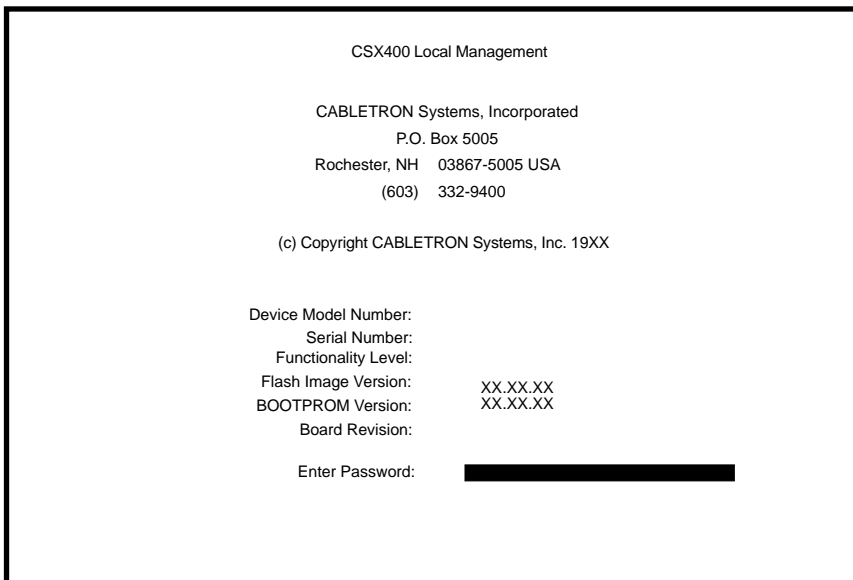 CSX400 Local Management
CABLETRON Systems, Incorporated
P.O. Box 5005
Rochester, NH 03867-5005 USA
(603) 332-9400
(c) Copyright CABLETRON Systems, Inc. 19XX
Device Model Number:
Serial Number:
Functionality Level:
Flash Image Version: XX.XX.XX
BOOTPROM Version: XX.XX.XX
Board Revision:
Enter Password: